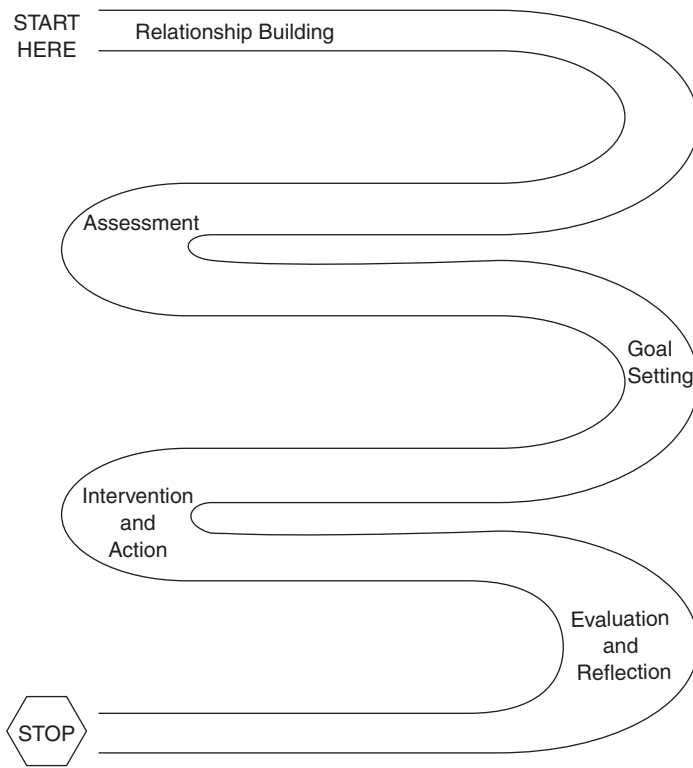 START
HERE
Relationship Building
Assessment
Goal
Setting
Intervention
and
Action
Evaluation
and
Reflection
STOP